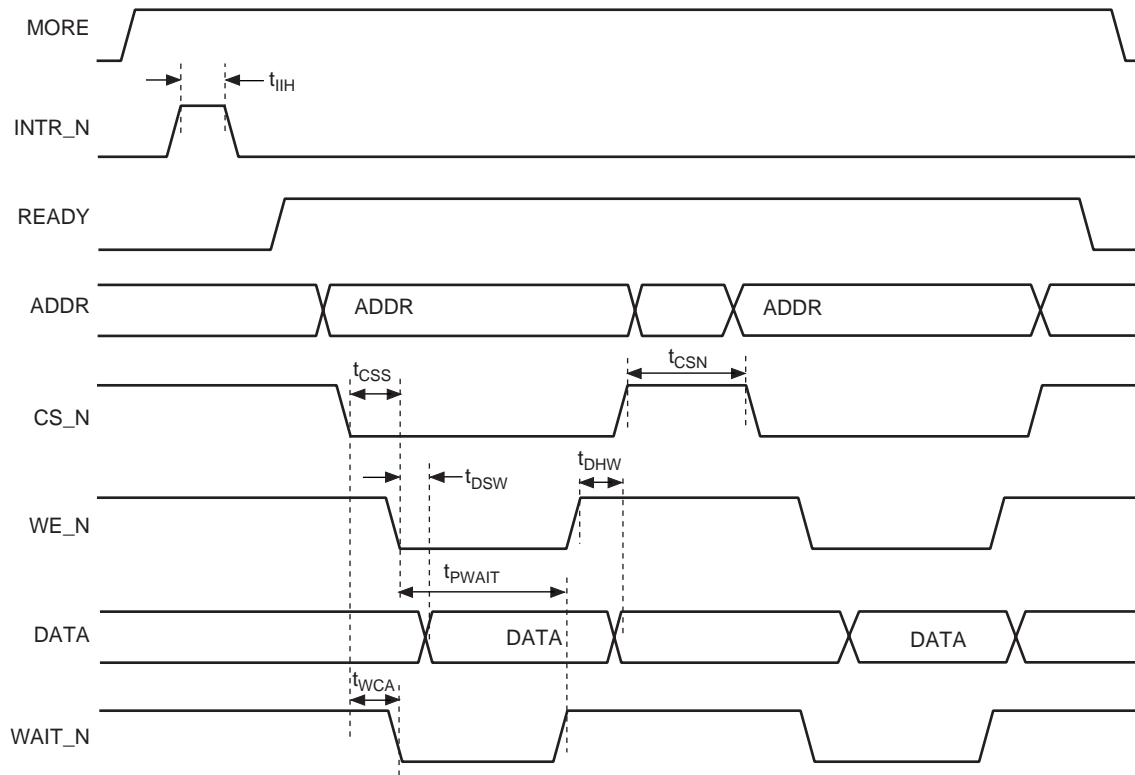 MORE
t_IIH
INTR_N
READY
ADDR
ADDR
ADDR
t_CSS
t_CSN
CS_N
t_DSW
t_DHW
WE_N
t_PWAIT
DATA
DATA
DATA
t_WCA
WAIT_N